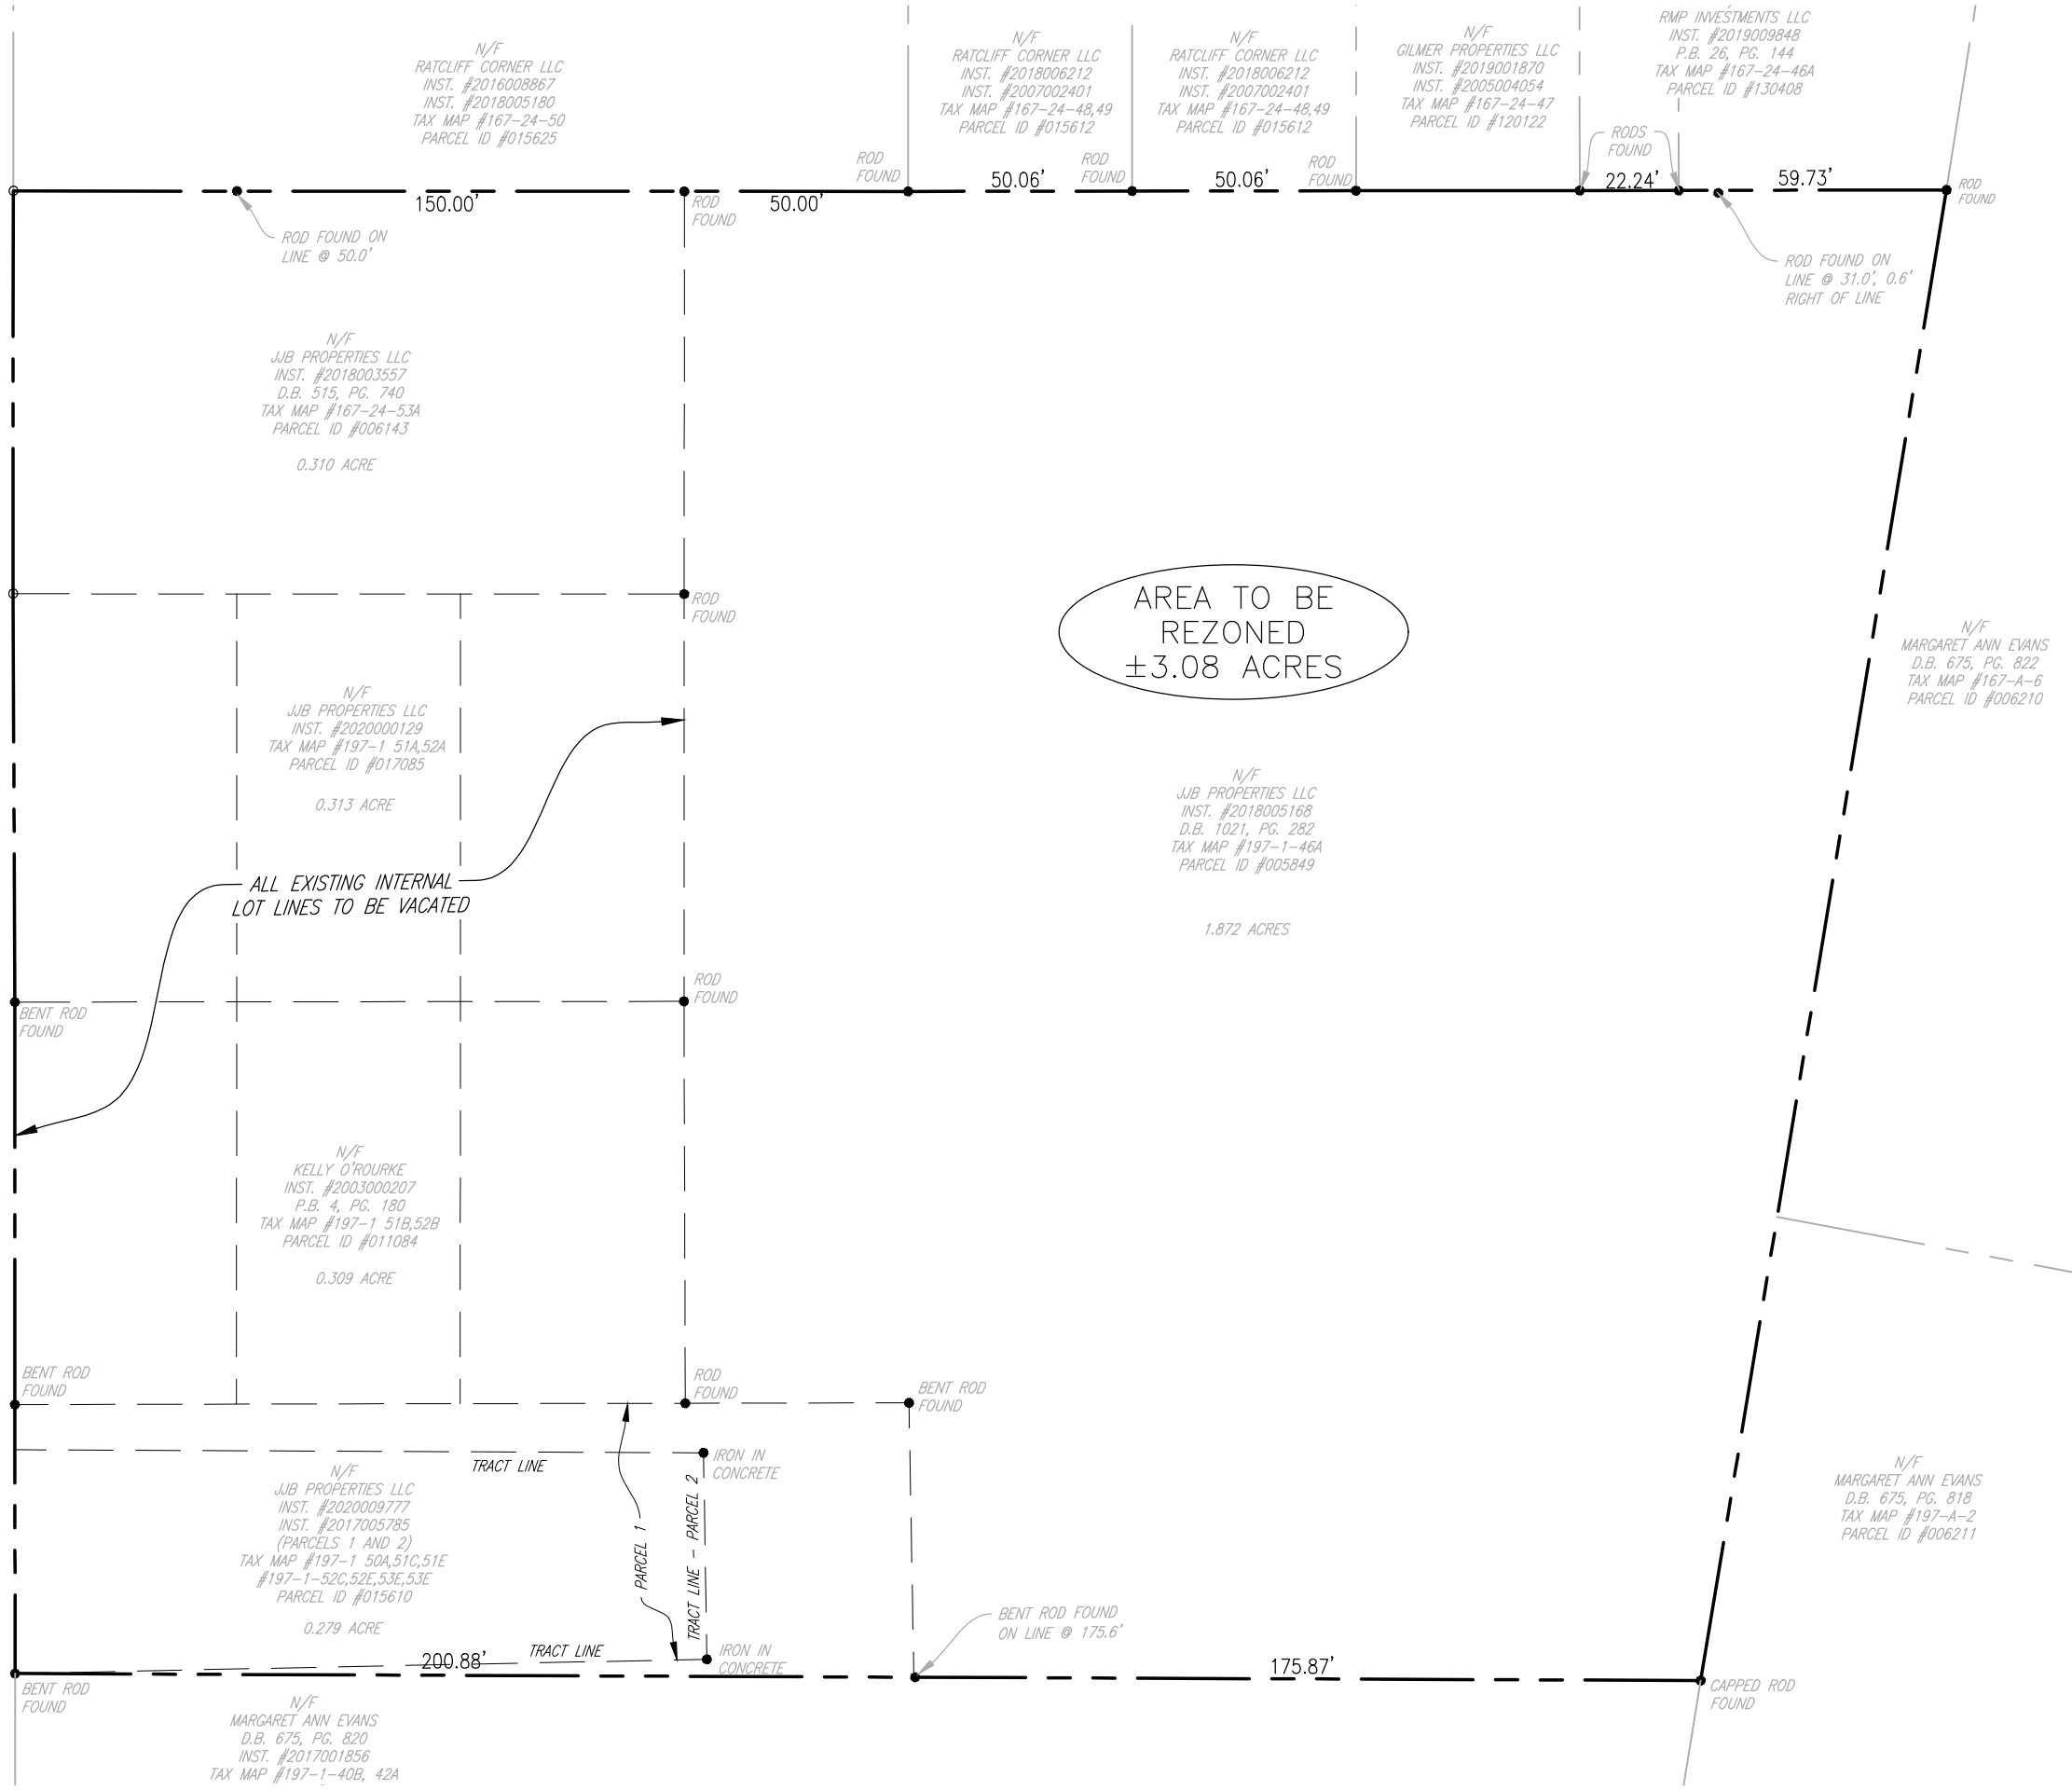 N/F
RATCLIFF CORNER LLC
INST. #2016008867
INST. #2018005180
TAX MAP #167-24-50
PARCEL ID #015625
N/F
RATCLIFF CORNER LLC
INST. #2018006212
INST. #2007002401
TAX MAP #167-24-48,49
PARCEL ID #015612
N/F
RATCLIFF CORNER LLC
INST. #2018006212
INST. #2007002401
TAX MAP #167-24-48,49
PARCEL ID #015612
N/F
GILMER PROPERTIES LLC
INST. #2019001870
INST. #2005004054
TAX MAP #167-24-47
PARCEL ID #120122
RMP INVESTMENTS LLC
INST. #2019009848
P.B. 26, PG. 144
TAX MAP #167-24-46A
PARCEL ID #130408
RODS
FOUND
ROD
FOUND
ROD
FOUND
ROD
FOUND
150.00'
ROD
FOUND
50.00'
50.06'
50.06'
22.24'
59.73'
ROD
FOUND
ROD FOUND ON
LINE @ 50.0'
ROD FOUND ON
LINE @ 31.0', 0.6'
RIGHT OF LINE
N/F
JJB PROPERTIES LLC
INST. #2018003557
D.B. 515, PG. 740
TAX MAP #167-24-53A
PARCEL ID #006143
0.310 ACRE
ROD
FOUND
AREA TO BE
REZONED
±3.08 ACRES
N/F
MARGARET ANN EVANS
D.B. 675, PG. 822
TAX MAP #167-A-6
PARCEL ID #006210
N/F
JJB PROPERTIES LLC
INST. #2020000129
TAX MAP #197-1 51A,52A
PARCEL ID #017085
0.313 ACRE
N/F
JJB PROPERTIES LLC
INST. #2018005168
D.B. 1021, PG. 282
TAX MAP #197-1-46A
PARCEL ID #005849
1.872 ACRES
ALL EXISTING INTERNAL
LOT LINES TO BE VACATED
ROD
FOUND
BENT ROD
FOUND
N/F
KELLY O'ROURKE
INST. #2003000207
P.B. 4, PG. 180
TAX MAP #197-1 51B,52B
PARCEL ID #011084
0.309 ACRE
BENT ROD
FOUND
ROD
FOUND
BENT ROD
FOUND
TRACT LINE
IRON IN
CONCRETE
N/F
JJB PROPERTIES LLC
INST. #2020009777
INST. #2017005785
(PARCELS 1 AND 2)
TAX MAP #197-1 50A,51C,51E
#197-1-52C,52E,53E,53E
PARCEL ID #015610
0.279 ACRE
PARCEL 1
TRACT LINE - PARCEL 2
N/F
MARGARET ANN EVANS
D.B. 675, PG. 818
TAX MAP #197-A-2
PARCEL ID #006211
BENT ROD FOUND
ON LINE @ 175.6'
200.88'
TRACT LINE
IRON IN
CONCRETE
175.87'
BENT ROD
FOUND
CAPPED ROD
FOUND
N/F
MARGARET ANN EVANS
D.B. 675, PG. 820
INST. #2017001856
TAX MAP #197-1-40B, 42A